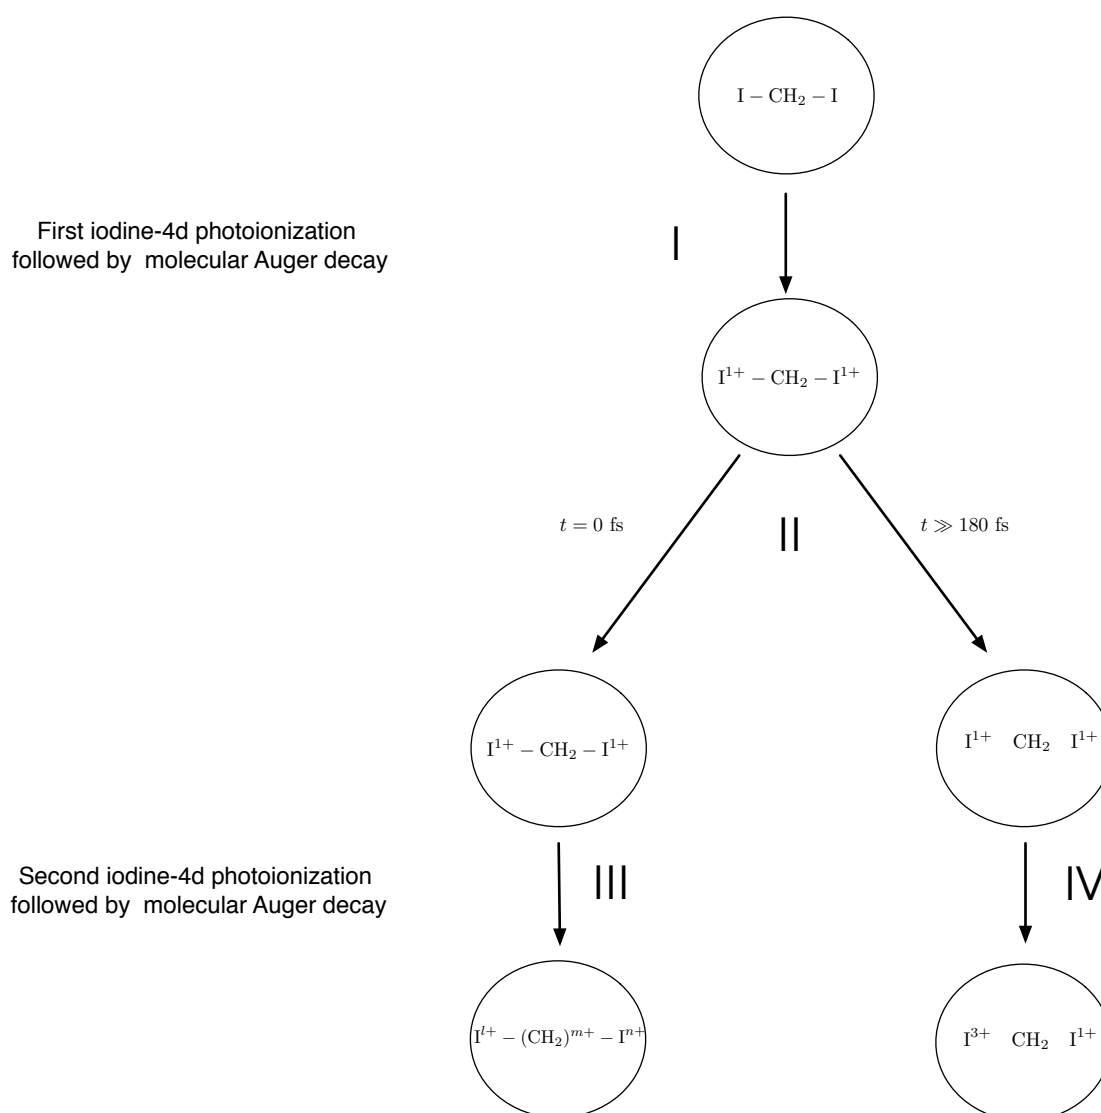 I − CH₂ − I
First iodine-4d photoionization
followed by molecular Auger decay
I
I¹⁺ − CH₂ − I¹⁺
t = 0 fs
II
t ≫ 180 fs
I¹⁺ − CH₂ − I¹⁺
I¹⁺ CH₂ I¹⁺
Second iodine-4d photoionization
followed by molecular Auger decay
III
IV
Iˡ⁺ − (CH₂)ᵐ⁺ − Iⁿ⁺
I³⁺ CH₂ I¹⁺